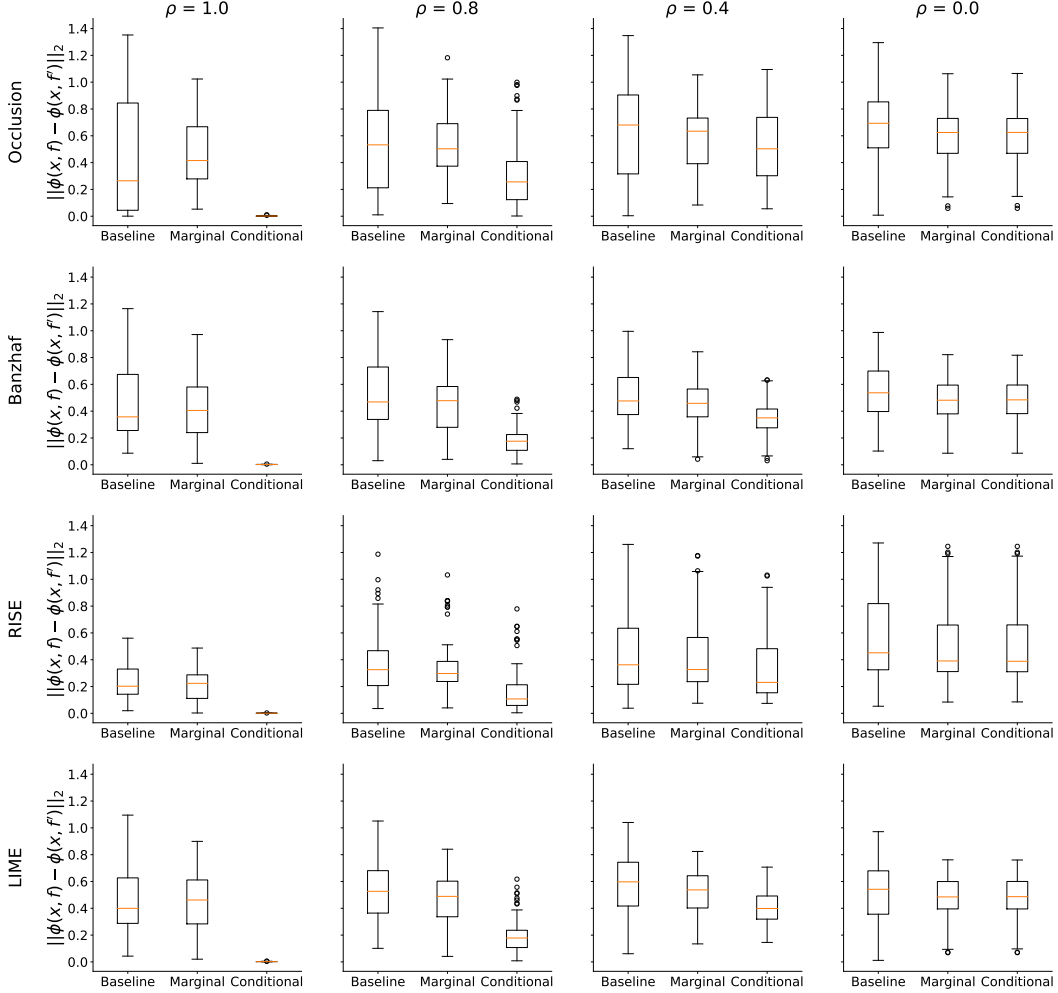 ρ = 1.0 ρ = 0.8 ρ = 0.4 ρ = 0.0
Occlusion
||ϕ(x, f) − ϕ(x, f′)||₂
1.4
1.2
1.0
0.8
0.6
0.4
0.2
0.0
Baseline Marginal Conditional Baseline Marginal Conditional Baseline Marginal Conditional Baseline Marginal Conditional
Banzhaf
||ϕ(x, f) − ϕ(x, f′)||₂
1.4
1.2
1.0
0.8
0.6
0.4
0.2
0.0
Baseline Marginal Conditional Baseline Marginal Conditional Baseline Marginal Conditional Baseline Marginal Conditional
RISE
||ϕ(x, f) − ϕ(x, f′)||₂
1.4
1.2
1.0
0.8
0.6
0.4
0.2
0.0
Baseline Marginal Conditional Baseline Marginal Conditional Baseline Marginal Conditional Baseline Marginal Conditional
LIME
||ϕ(x, f) − ϕ(x, f′)||₂
1.4
1.2
1.0
0.8
0.6
0.4
0.2
0.0
Baseline Marginal Conditional Baseline Marginal Conditional Baseline Marginal Conditional Baseline Marginal Conditional